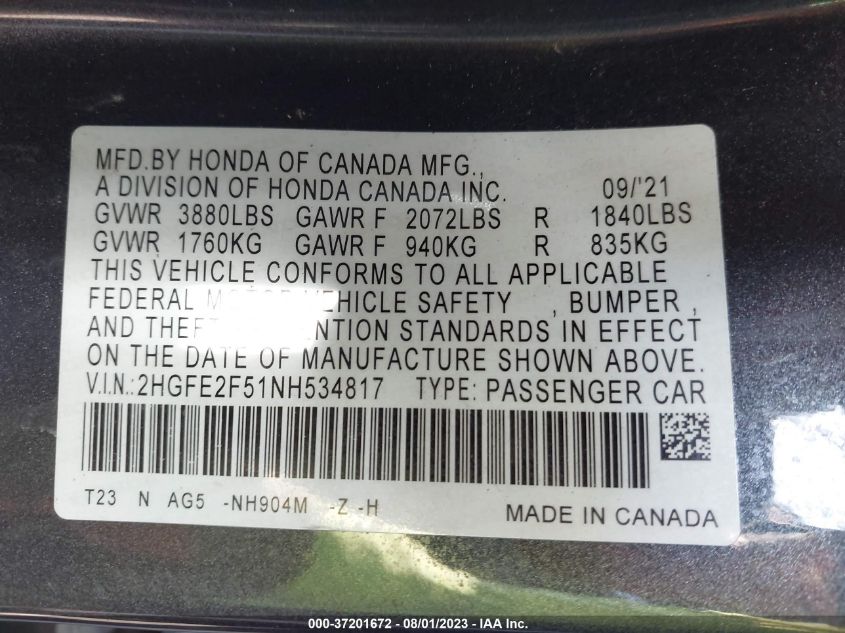 MFD.BY HONDA OF CANADA MFG.,
A DIVISION OF HONDA CANADA INC. 09/'21
GVWR 3880LBS GAWR F 2072LBS R 1840LBS
GVWR 1760KG GAWR F 940KG R 835KG
THIS VEHICLE CONFORMS TO ALL APPLICABLE
FEDERAL VEHICLE SAFETY , BUMPER ,
AND STANDARDS IN EFFECT
ON THE DATE OF MANUFACTURE SHOWN ABOVE.
V.I.N.: 2HGFE2F51NH534817 TYPE: PASSENGER CAR
T23 N AG5 -NH904M -Z -H
MADE IN CANADA
000-37201672 - 08/01/2023 - IAA Inc.